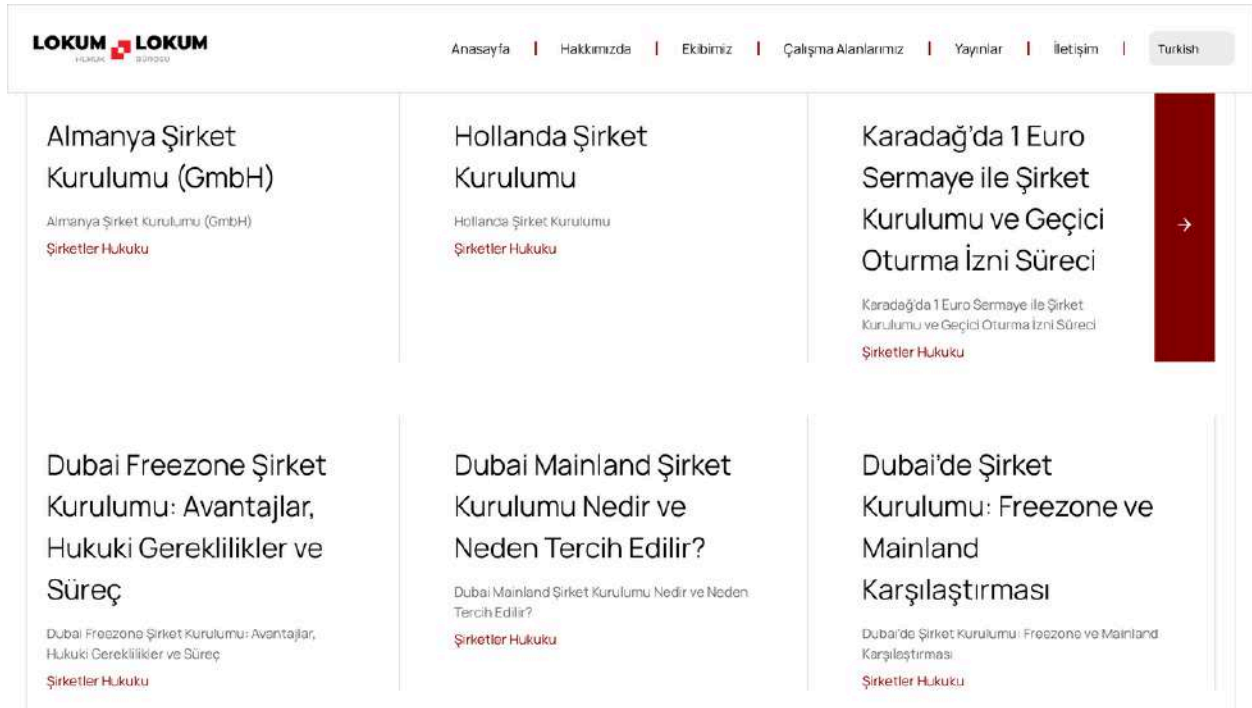 LOKUM LOKUM
HUKUK BÜROSU
Anasayfa | Hakkımızda | Ekibimiz | Çalışma Alanlarımız | Yayınlar | İletişim | Turkish
Almanya Şirket
Kurulumu (GmbH)
Almanya Şirket Kurulumu (GmbH)
Şirketler Hukuku
Hollanda Şirket
Kurulumu
Hollanda Şirket Kurulumu
Şirketler Hukuku
Karadağ'da 1 Euro
Sermaye ile Şirket
Kurulumu ve Geçici
Oturma İzni Süreci
Karadağ'da 1 Euro Sermaye ile Şirket
Kurulumu ve Geçici Oturma İzni Süreci
Şirketler Hukuku
Dubai Freezone Şirket
Kurulumu: Avantajlar,
Hukuki Gereklilikler ve
Süreç
Dubai Freezone Şirket Kurulumu: Avantajlar,
Hukuki Gereklilikler ve Süreç
Şirketler Hukuku
Dubai Mainland Şirket
Kurulumu Nedir ve
Neden Tercih Edilir?
Dubai Mainland Şirket Kurulumu Nedir ve Neden
Tercih Edilir?
Şirketler Hukuku
Dubai'de Şirket
Kurulumu: Freezone ve
Mainland
Karşılaştırması
Dubai'de Şirket Kurulumu: Freezone ve Mainland
Karşılaştırması
Şirketler Hukuku